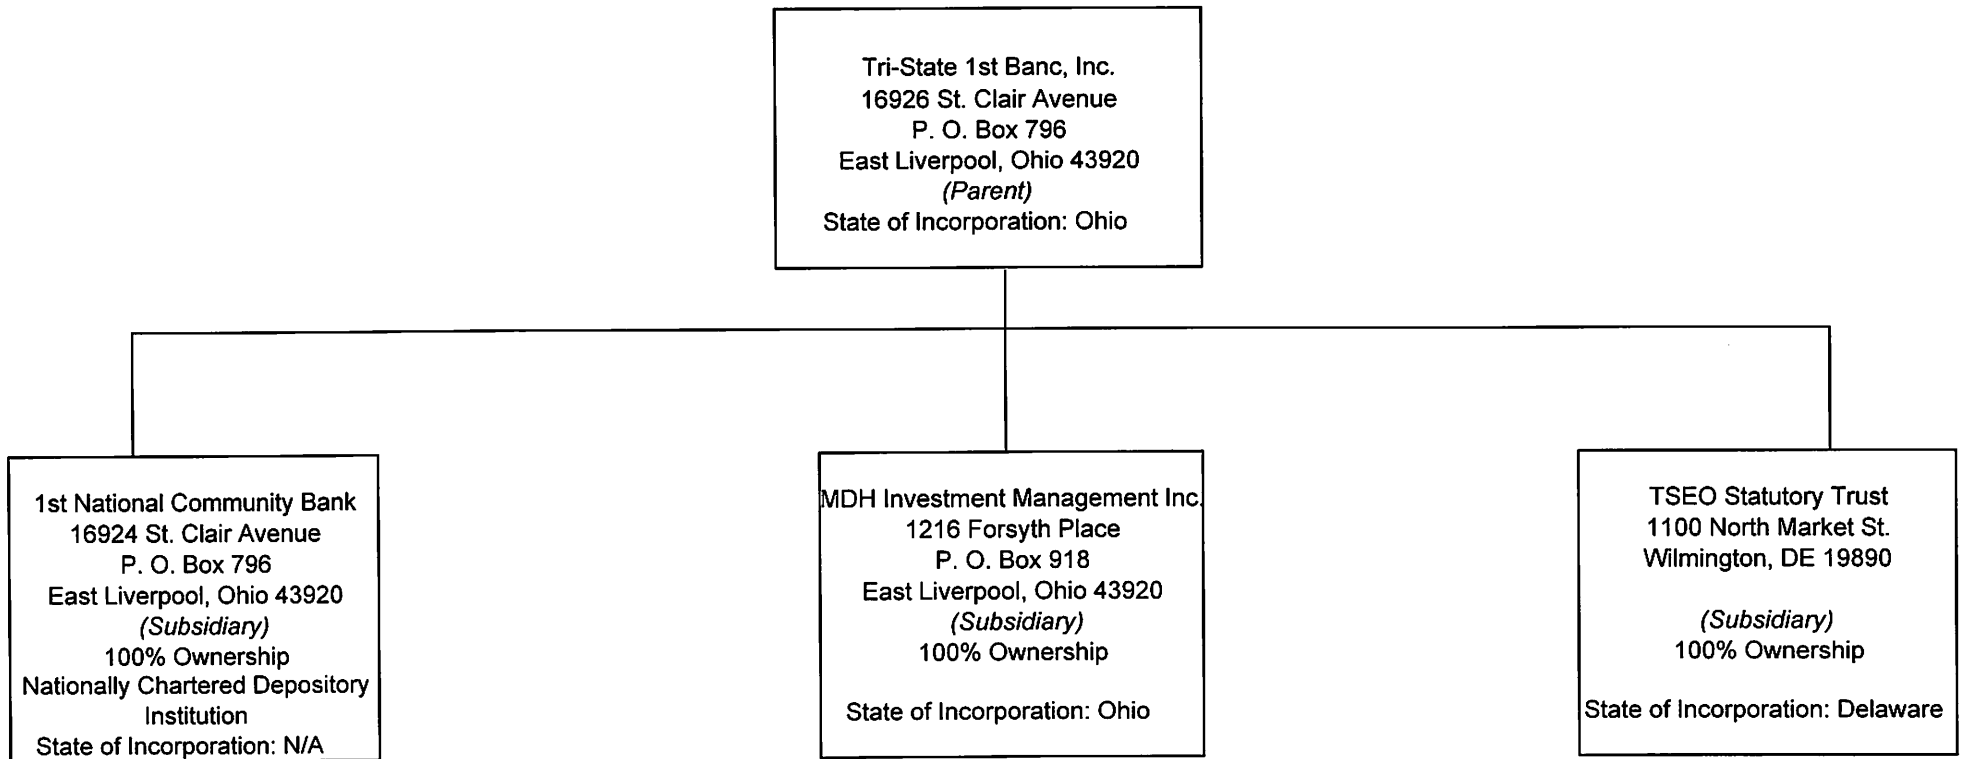 Tri-State 1st Banc, Inc.
16926 St. Clair Avenue
P. O. Box 796
East Liverpool, Ohio 43920
(Parent)
State of Incorporation: Ohio
1st National Community Bank
16924 St. Clair Avenue
P. O. Box 796
East Liverpool, Ohio 43920
(Subsidiary)
100% Ownership
Nationally Chartered Depository
Institution
State of Incorporation: N/A
MDH Investment Management Inc.
1216 Forsyth Place
P. O. Box 918
East Liverpool, Ohio 43920
(Subsidiary)
100% Ownership
State of Incorporation: Ohio
TSEO Statutory Trust
1100 North Market St.
Wilmington, DE 19890
(Subsidiary)
100% Ownership
State of Incorporation: Delaware